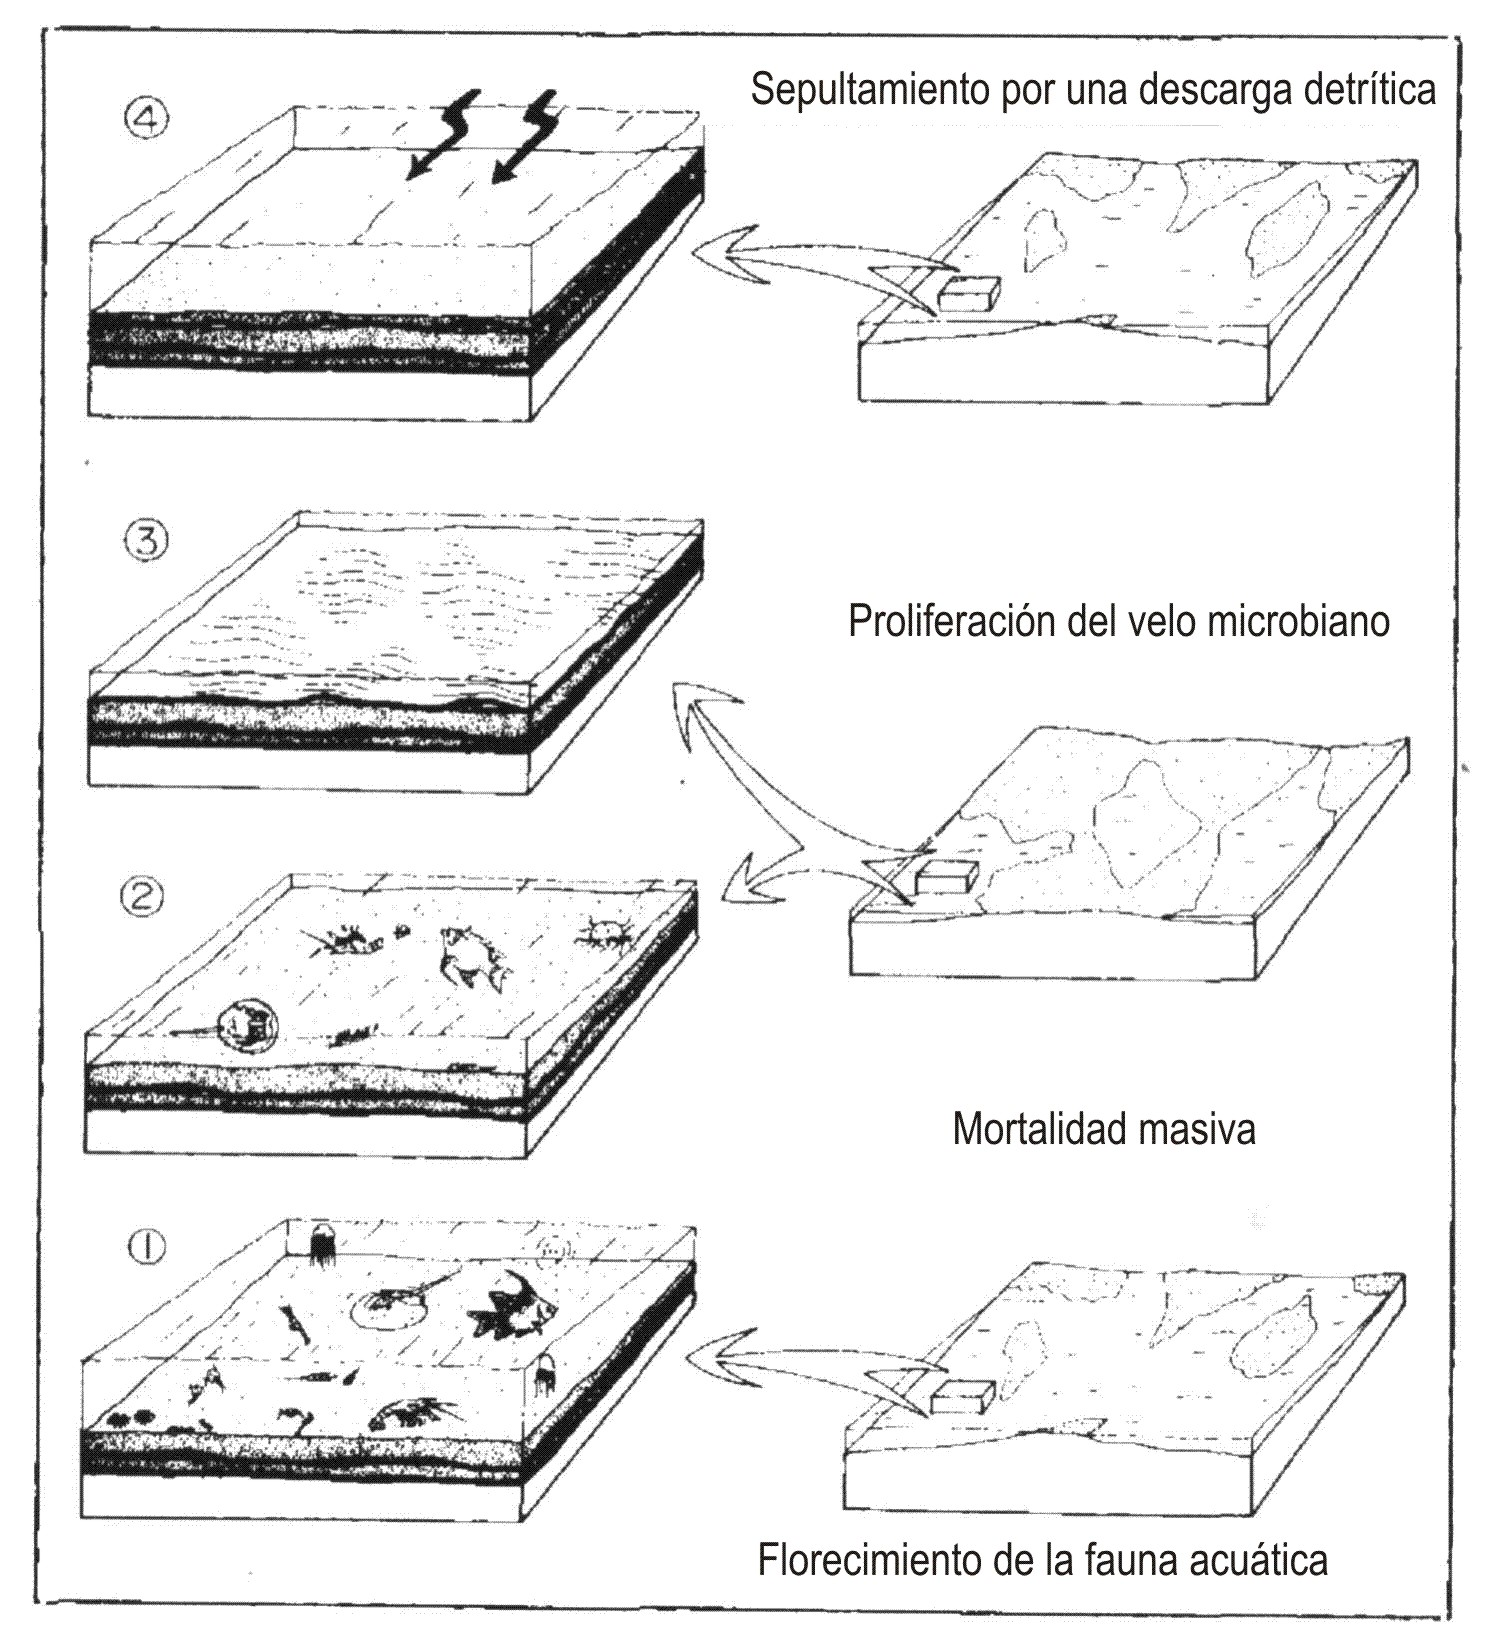 ④
Sepultamiento por una descarga detrítica
③
Proliferación del velo microbiano
②
Mortalidad masiva
①
Florecimiento de la fauna acuática